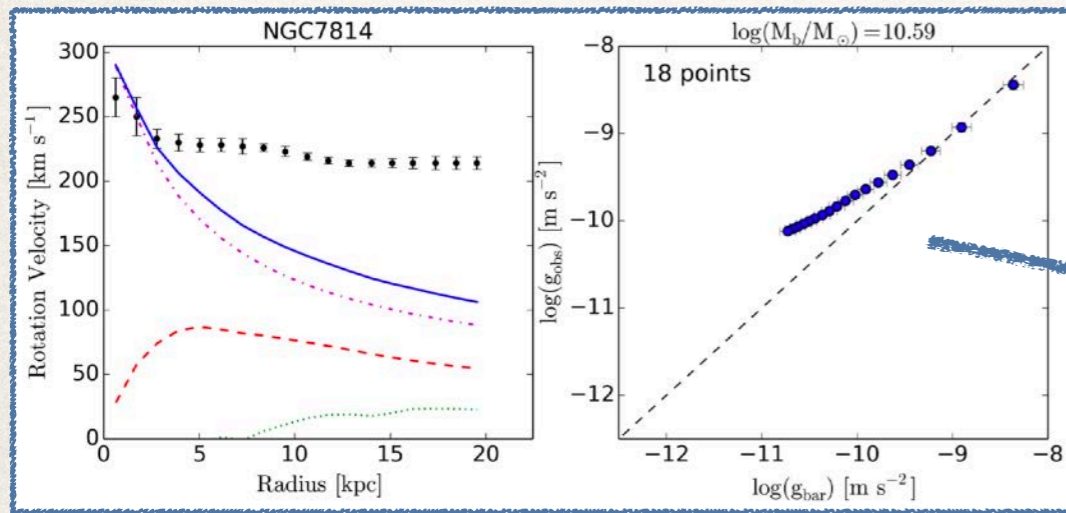 NGC7814
300
250
200
150
100
50
0
Rotation Velocity [km s⁻¹]
0 5 10 15 20
Radius [kpc]
log(M_b/M_⊙)=10.59
18 points
−8
−9
−10
−11
−12
log(g_obs) [m s⁻²]
−12 −11 −10 −9 −8
log(g_bar) [m s⁻²]